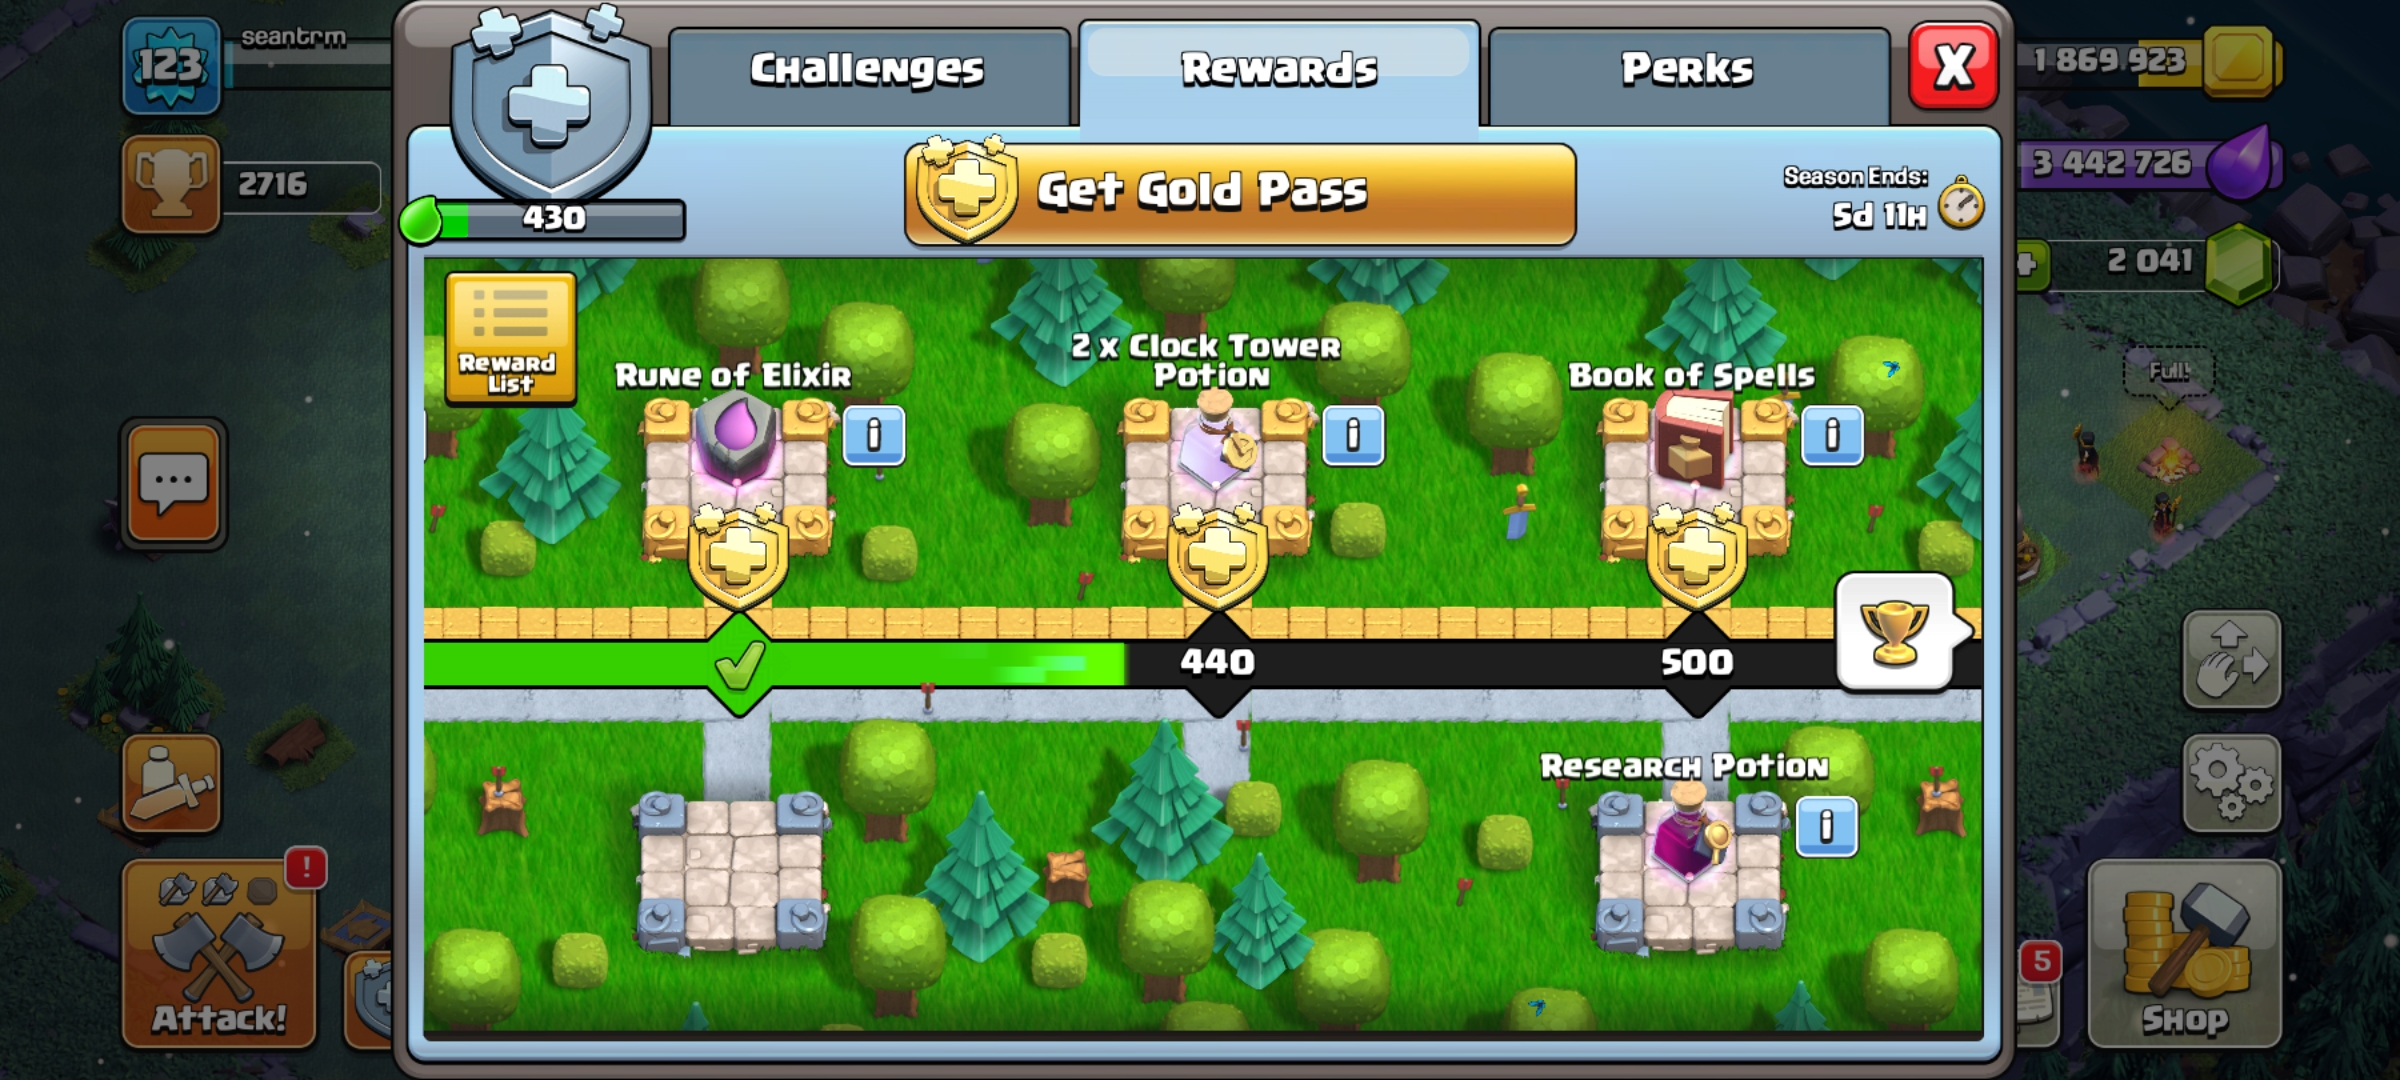 123
seantrm
Challenges
Rewards
Perks
X
1 869 923
2716
430
Get Gold Pass
Season Ends:
5d 11H
3 442 726
2 041
Reward
List
Rune of Elixir
2 x Clock Tower
Potion
Book of Spells
i
i
i
Full!
✓
440
500
Research Potion
i
!
Attack!
5
Shop